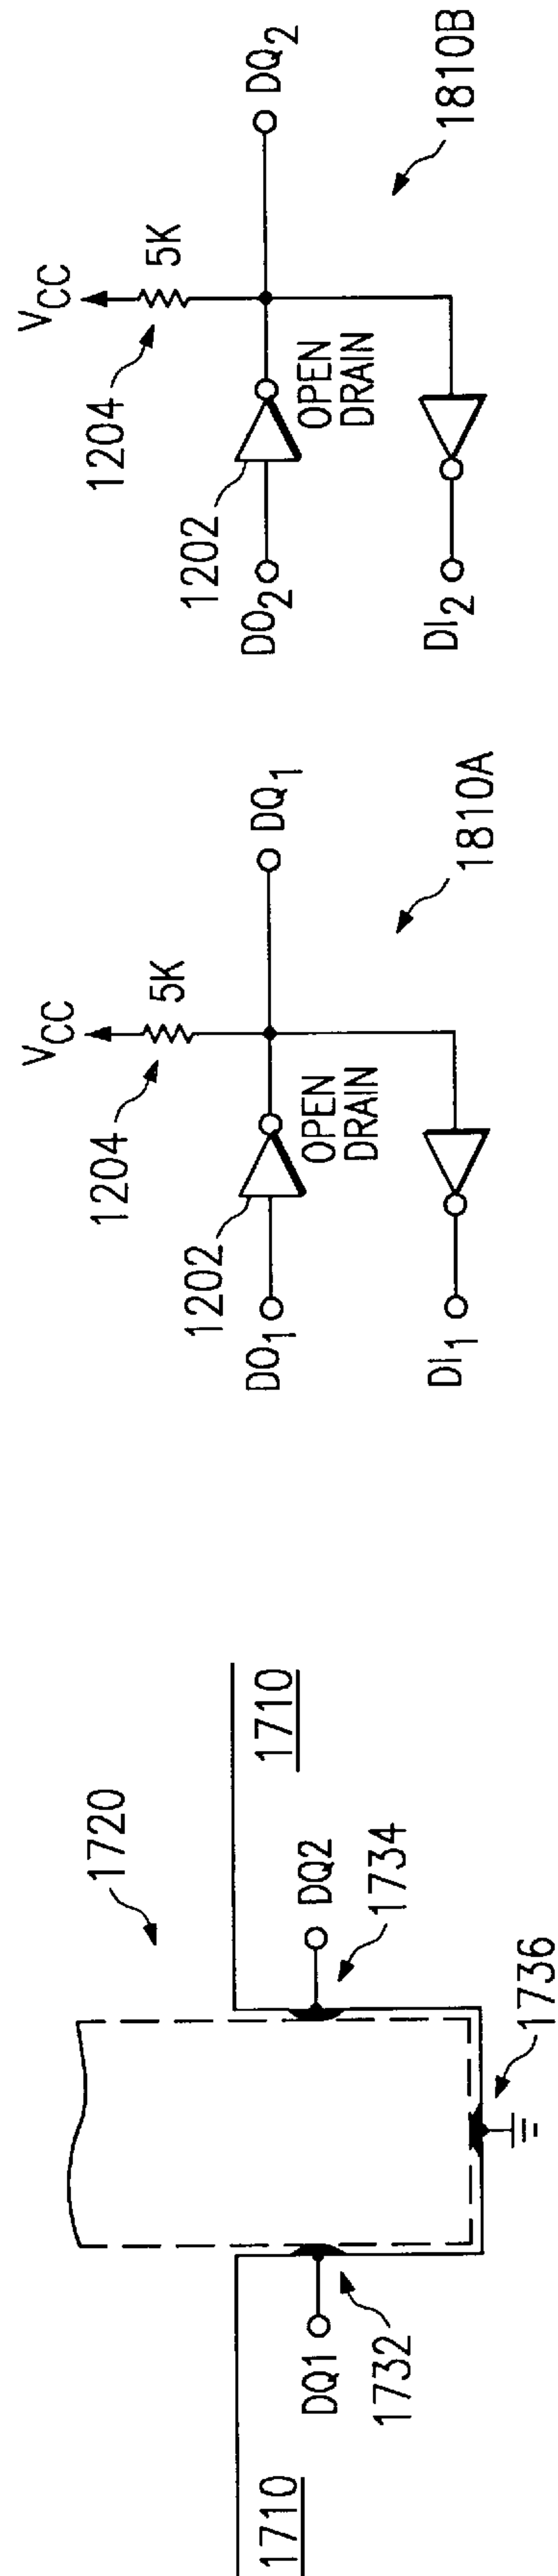 1720
1710
1710
DQ1
DQ2
1732
1734
1736
VCC
5K
1204
1202
OPEN
DRAIN
DO1
DQ1
DI1
1810A
VCC
5K
1204
1202
OPEN
DRAIN
DO2
DQ2
DI2
1810B